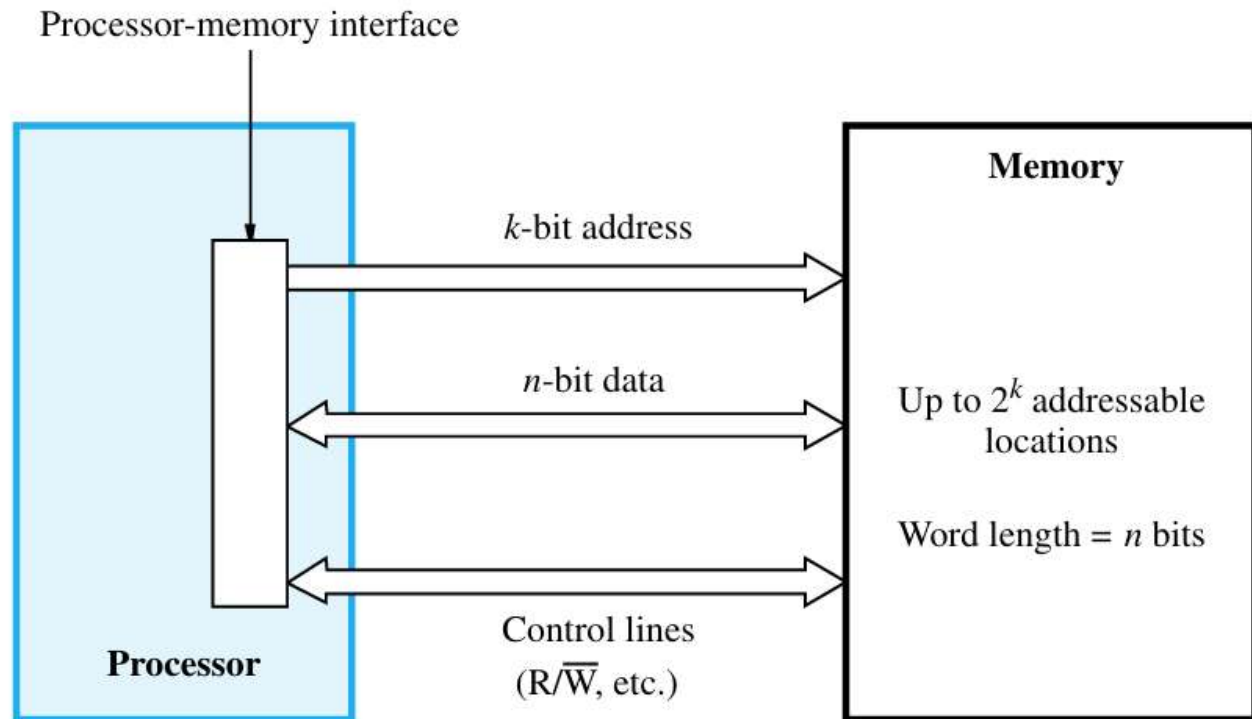 Processor-memory interface
Memory
k-bit address
n-bit data
Up to 2^k addressable
locations
Word length = n bits
Control lines
(R/W̅, etc.)
Processor